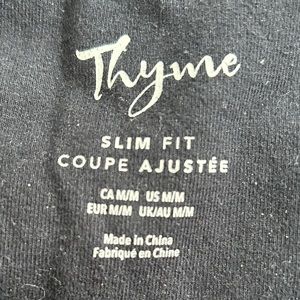 Thyme
SLIM FIT
COUPE AJUSTÉE
CA M/M US M/M
EUR M/M UK/AU M/M
Made in China
Fabriqué en Chine